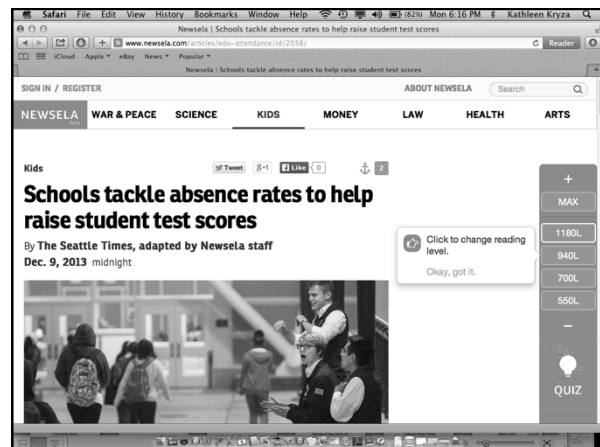 Safari File Edit View History Bookmarks Window Help (82%) Mon 6:16 PM Kathleen Kryza
Newsela | Schools tackle absence rates to help raise student test scores
www.newsela.com/articles/edu-attendance/id/2038/ Reader
iCloud Apple eBay News Popular
Newsela | Schools tackle absence rates to help raise student test scores
SIGN IN / REGISTER ABOUT NEWSELA Search
NEWSELA WAR & PEACE SCIENCE KIDS MONEY LAW HEALTH ARTS
beta
Kids Tweet g+1 Like 0 2
Schools tackle absence rates to help
raise student test scores
By The Seattle Times, adapted by Newsela staff
Dec. 9, 2013 midnight
+
MAX
1180L
940L
700L
550L
–
QUIZ
Click to change reading
level.
Okay, got it.